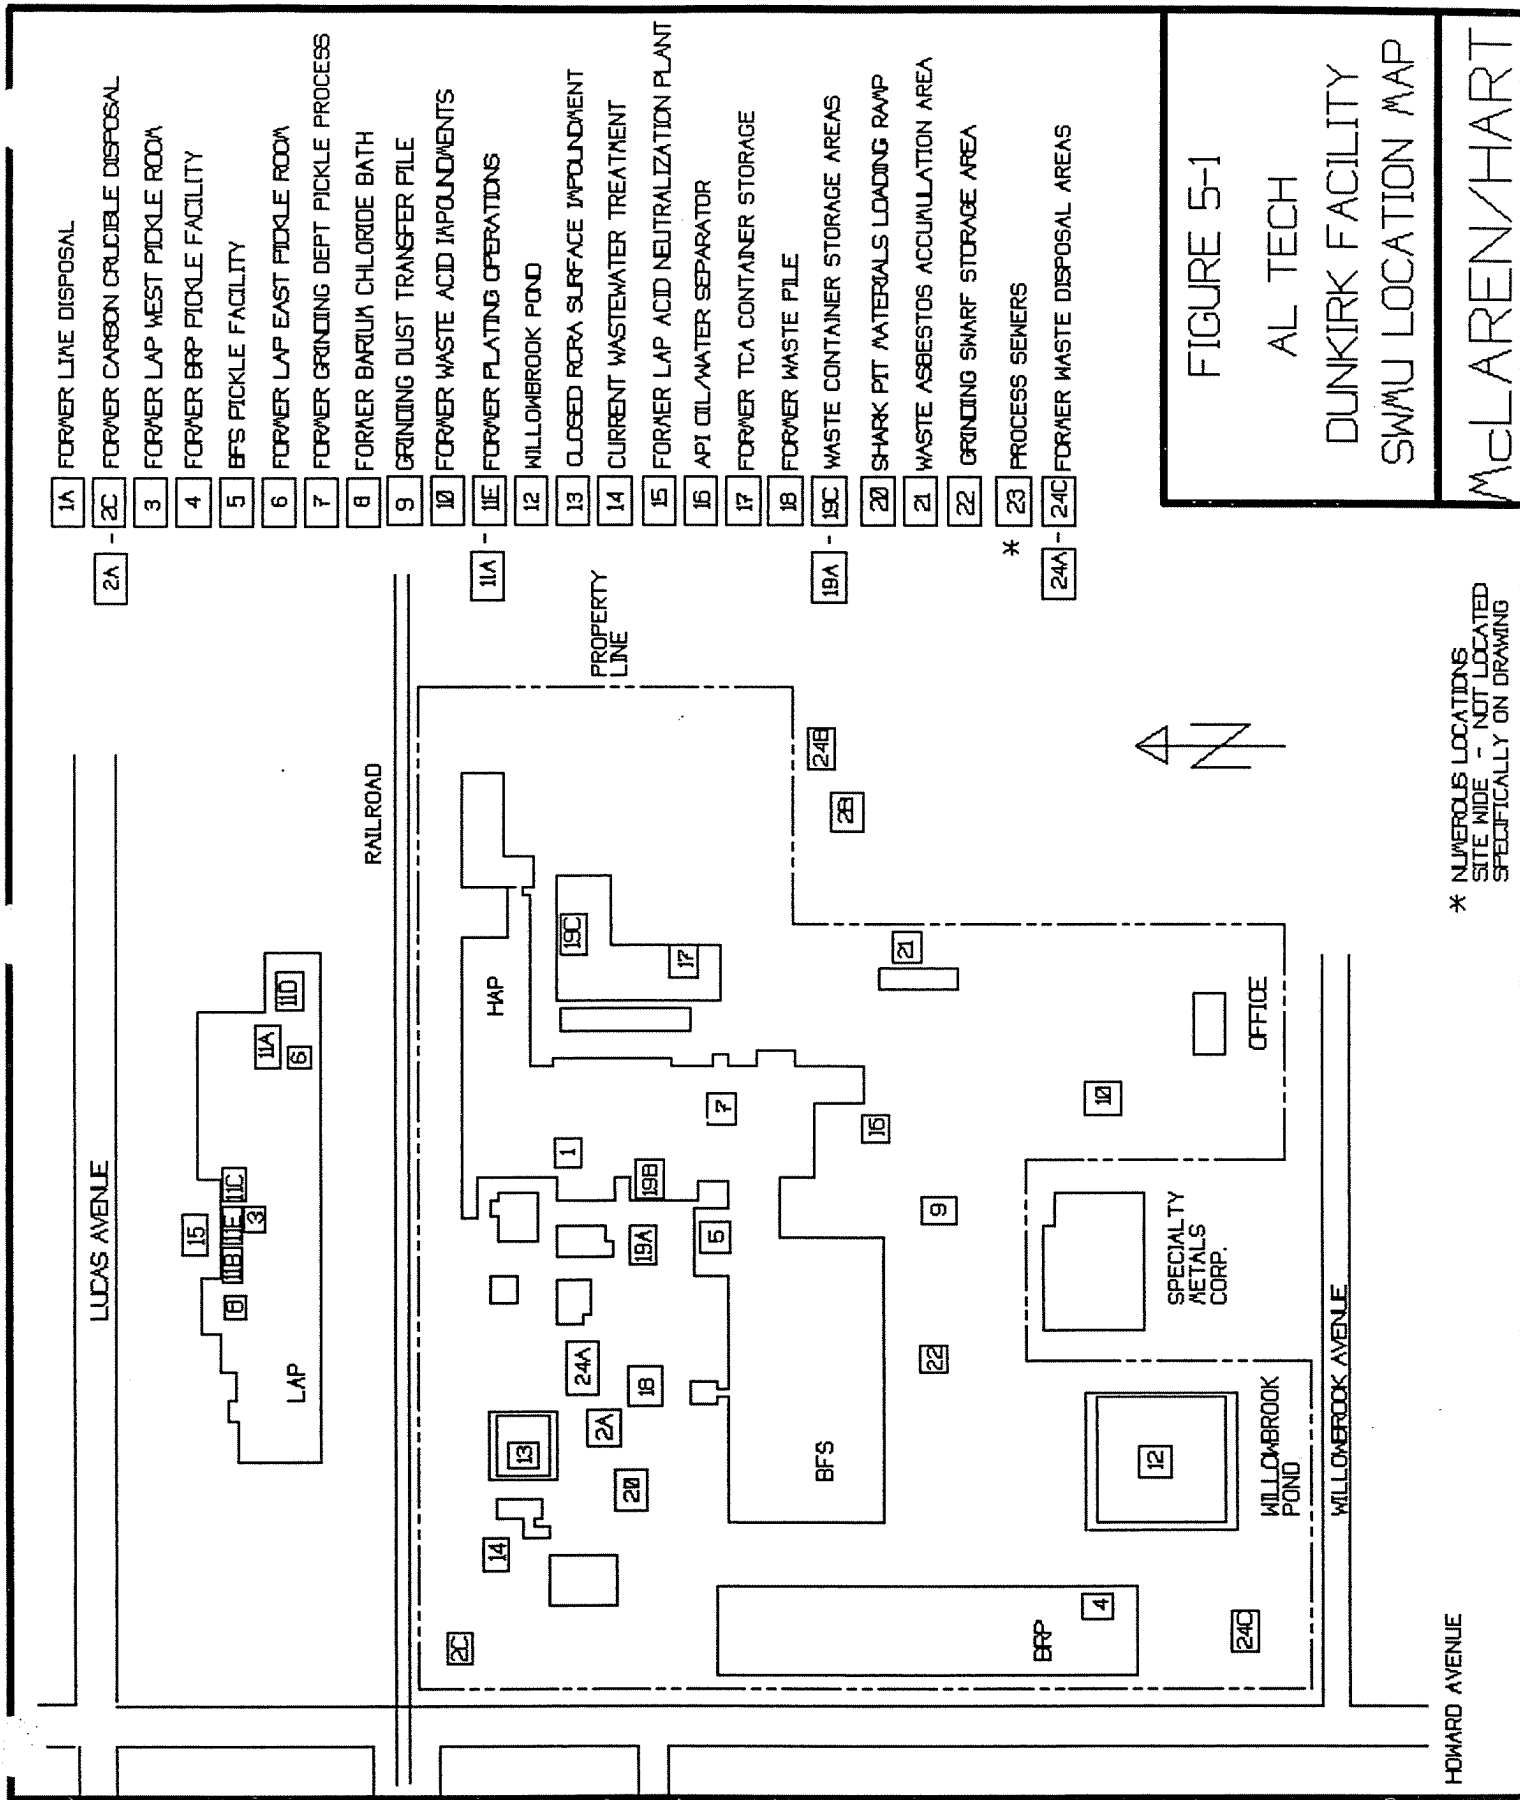 1A FORMER LIME DISPOSAL
2A - 2C FORMER CARBON CRUCIBLE DISPOSAL
3 FORMER LAP WEST PICKLE ROOM
4 FORMER BRP PICKLE FACILITY
5 BFS PICKLE FACILITY
6 FORMER LAP EAST PICKLE ROOM
7 FORMER GRINDING DEPT PICKLE PROCESS
8 FORMER BARIUM CHLORIDE BATH
9 GRINDING DUST TRANSFER PILE
10 FORMER WASTE ACID IMPOUNDMENTS
11A - 11E FORMER PLATING OPERATIONS
12 WILLOWBROOK POND
13 CLOSED RCRA SURFACE IMPOUNDMENT
14 CURRENT WASTEWATER TREATMENT
15 FORMER LAP ACID NEUTRALIZATION PLANT
16 API OIL/WATER SEPARATOR
17 FORMER TCA CONTAINER STORAGE
18 FORMER WASTE PILE
19A - 19C WASTE CONTAINER STORAGE AREAS
20 SHARK PIT MATERIALS LOADING RAMP
21 WASTE ASBESTOS ACCUMULATION AREA
22 GRINDING SWARF STORAGE AREA
* 23 PROCESS SEWERS
24A - 24C FORMER WASTE DISPOSAL AREAS
LUCAS AVENUE
15
8
11B
11E
11C
3
11A
6
11D
LAP
RAILROAD
PROPERTY
LINE
2C
14
13
20
2A
24A
18
19A
19B
1
5
7
HAP
19C
17
24B
2B
21
16
9
22
BFS
BRP
4
24C
12
WILLOWBROOK
POND
SPECIALTY
METALS
CORP.
10
OFFICE
N
WILLOWBROOK AVENUE
HOWARD AVENUE
* NUMEROUS LOCATIONS
SITE WIDE - NOT LOCATED
SPECIFICALLY ON DRAWING
FIGURE 5-1
AL TECH
DUNKIRK FACILITY
SWMU LOCATION MAP
McLAREN/HART